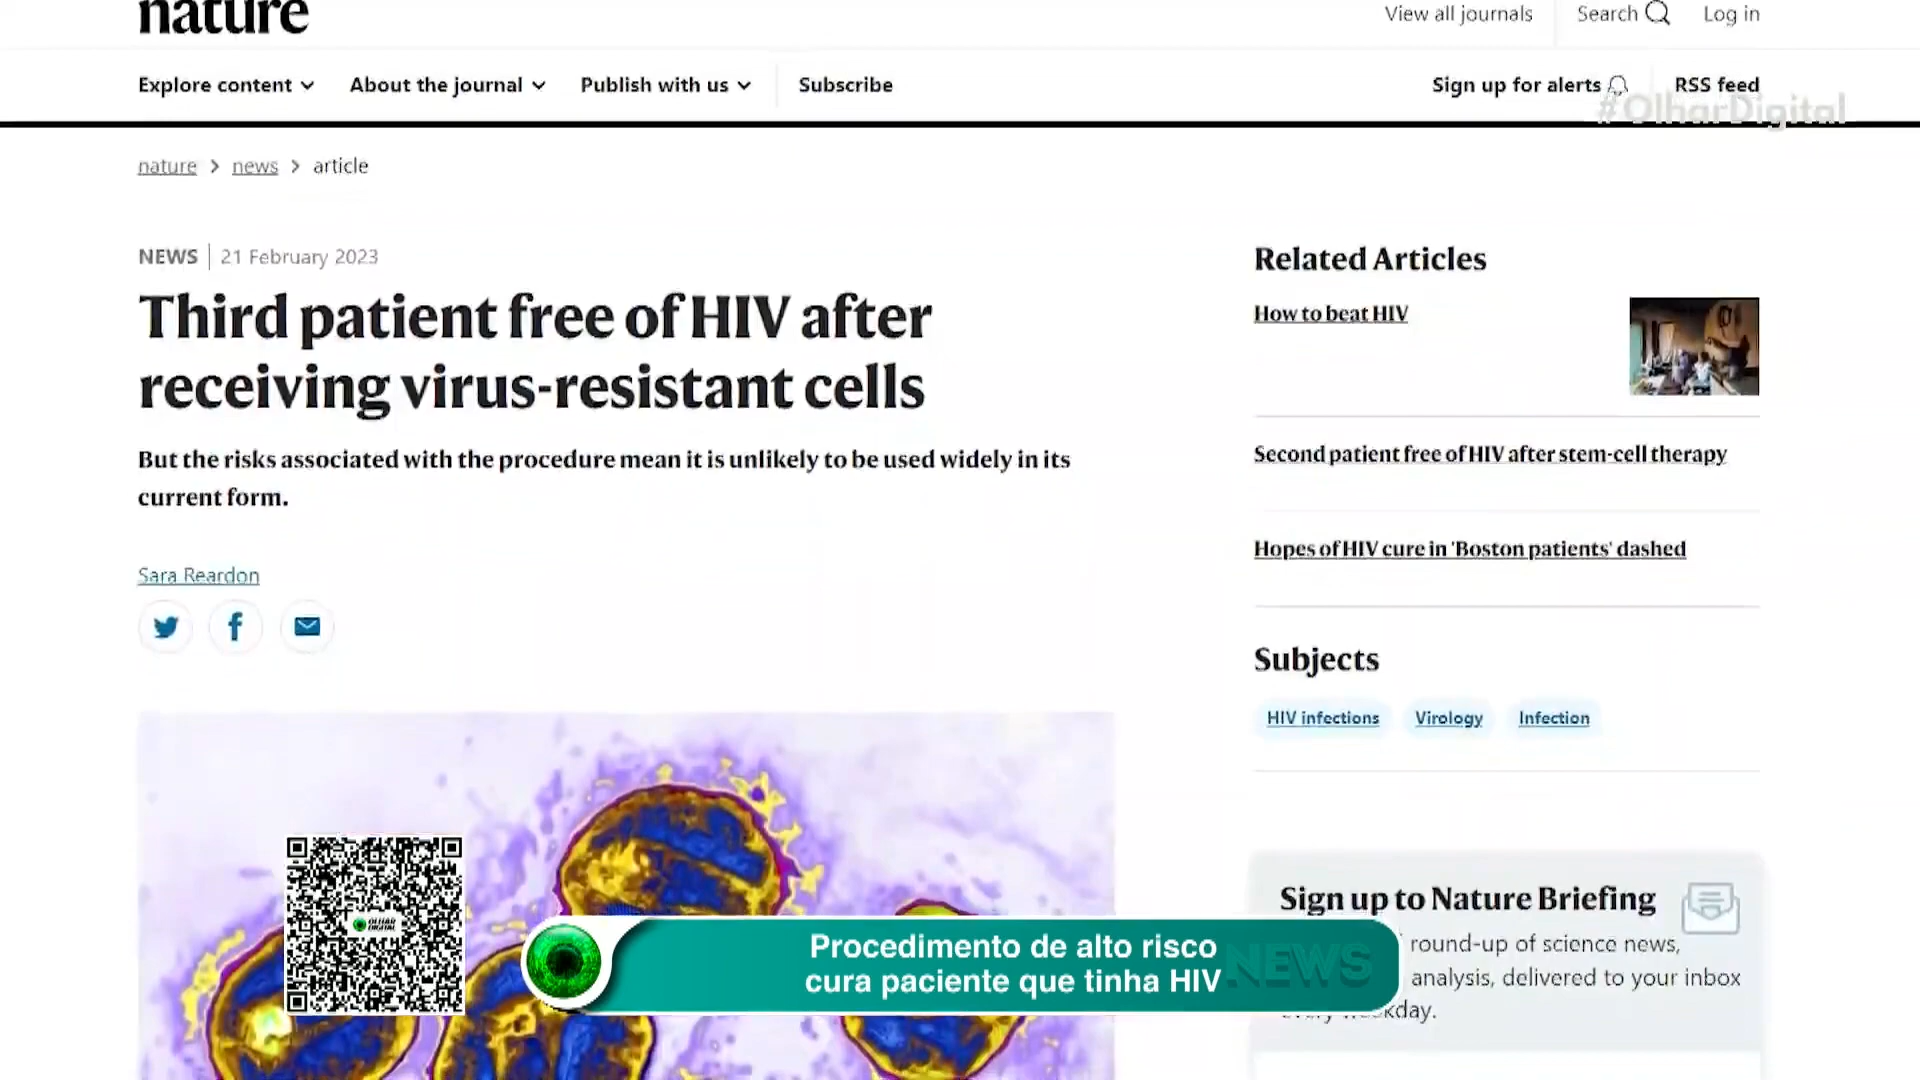 nature
View all journals
Search
Log in
Explore content
About the journal
Publish with us
Subscribe
Sign up for alerts
RSS feed
#OlharDigital
nature > news > article
NEWS | 21 February 2023
Third patient free of HIV after
receiving virus-resistant cells
But the risks associated with the procedure mean it is unlikely to be used widely in its
current form.
Sara Reardon
Related Articles
How to beat HIV
Second patient free of HIV after stem-cell therapy
Hopes of HIV cure in 'Boston patients' dashed
Subjects
HIV infections
Virology
Infection
Sign up to Nature Briefing
round-up of science news,
analysis, delivered to your inbox
every weekday.
OLHAR
DIGITAL
Procedimento de alto risco
cura paciente que tinha HIV
NEWS